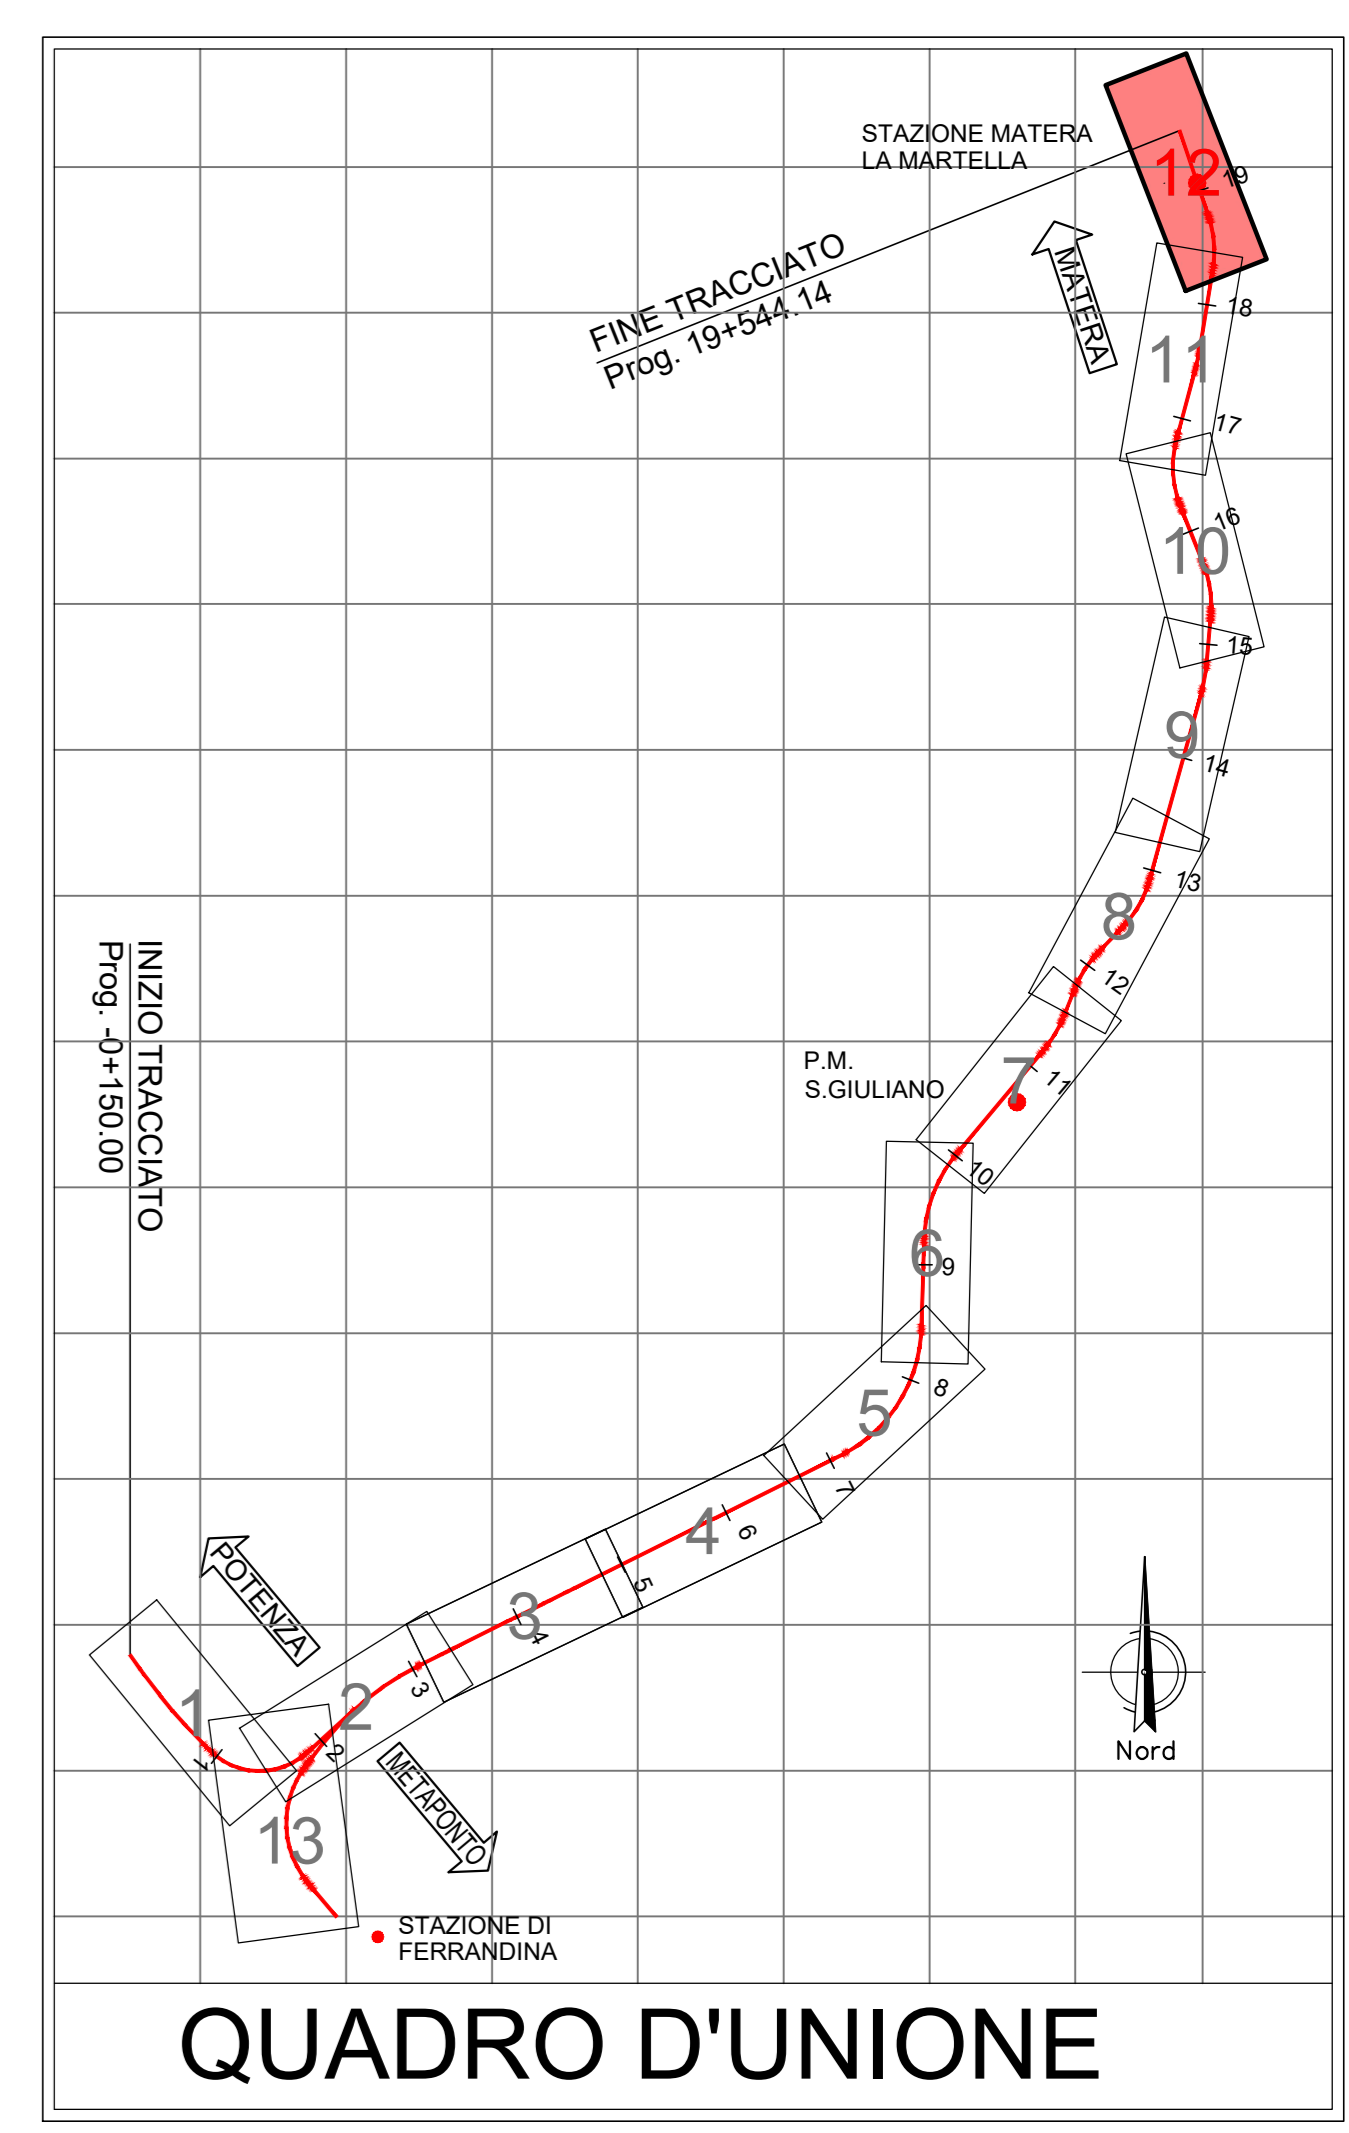 STAZIONE MATERA
LA MARTELLA
12
19
FINE TRACCIATO
Prog. 19+544.14
MATERA
18
11
17
16
10
15
9
14
13
8
12
INIZIO TRACCIATO
Prog. -0+150.00
P.M.
S.GIULIANO
7
11
10
6
9
8
5
7
4
6
5
3
4
POTENZA
3
2
1
2
1
METAPONTO
13
Nord
STAZIONE DI
FERRANDINA
QUADRO D'UNIONE